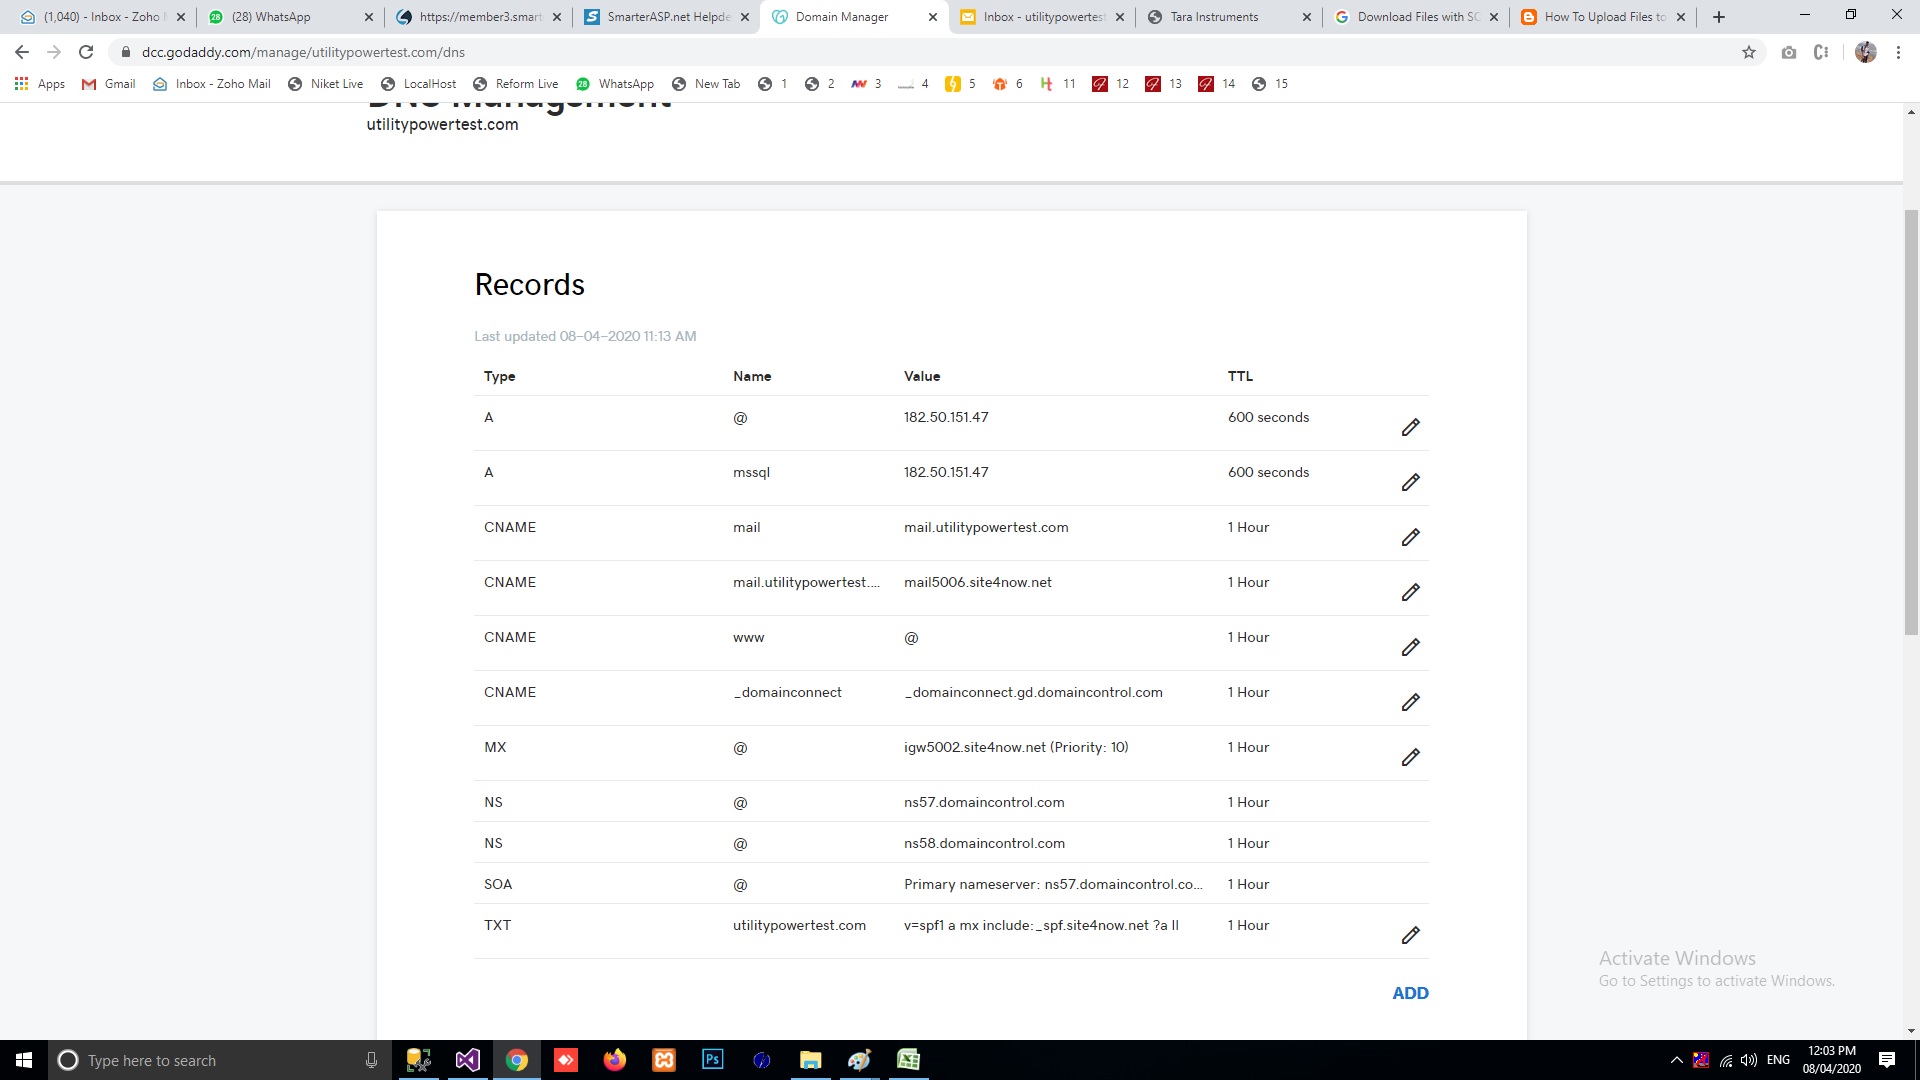 (1,040) - Inbox - Zoho
(28) WhatsApp
https://member3.smart
SmarterASP.net Helpde
Domain Manager
Inbox - utilitypowertest
Tara Instruments
Download Files with SC
How To Upload Files to
dcc.godaddy.com/manage/utilitypowertest.com/dns
Apps
Gmail
Inbox - Zoho Mail
Niket Live
LocalHost
Reform Live
28
WhatsApp
New Tab
1
2
3
4
5
6
11
12
13
14
15
DNS Management
utilitypowertest.com
Records
Last updated 08-04-2020 11:13 AM
Type Name Value TTL
A @ 182.50.151.47 600 seconds
A mssql 182.50.151.47 600 seconds
CNAME mail mail.utilitypowertest.com 1 Hour
CNAME mail.utilitypowertest.... mail5006.site4now.net 1 Hour
CNAME www @ 1 Hour
CNAME _domainconnect _domainconnect.gd.domaincontrol.com 1 Hour
MX @ igw5002.site4now.net (Priority: 10) 1 Hour
NS @ ns57.domaincontrol.com 1 Hour
NS @ ns58.domaincontrol.com 1 Hour
SOA @ Primary nameserver: ns57.domaincontrol.co... 1 Hour
TXT utilitypowertest.com v=spf1 a mx include:_spf.site4now.net ?a ll 1 Hour
ADD
Activate Windows
Go to Settings to activate Windows.
Type here to search
Ps
ENG
12:03 PM
08/04/2020